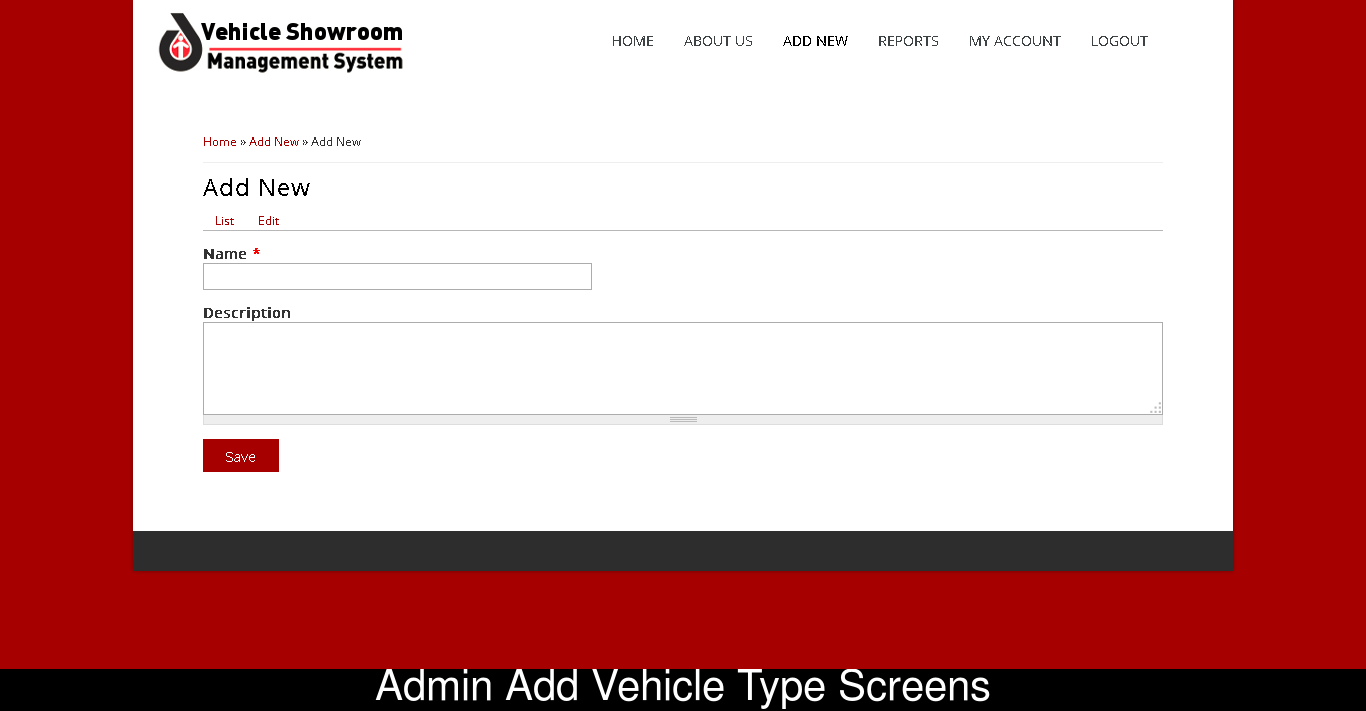 Vehicle Showroom
Management System
HOME ABOUT US ADD NEW REPORTS MY ACCOUNT LOGOUT
Home » Add New » Add New
Add New
List Edit
Name *
Description
Save
Admin Add Vehicle Type Screens